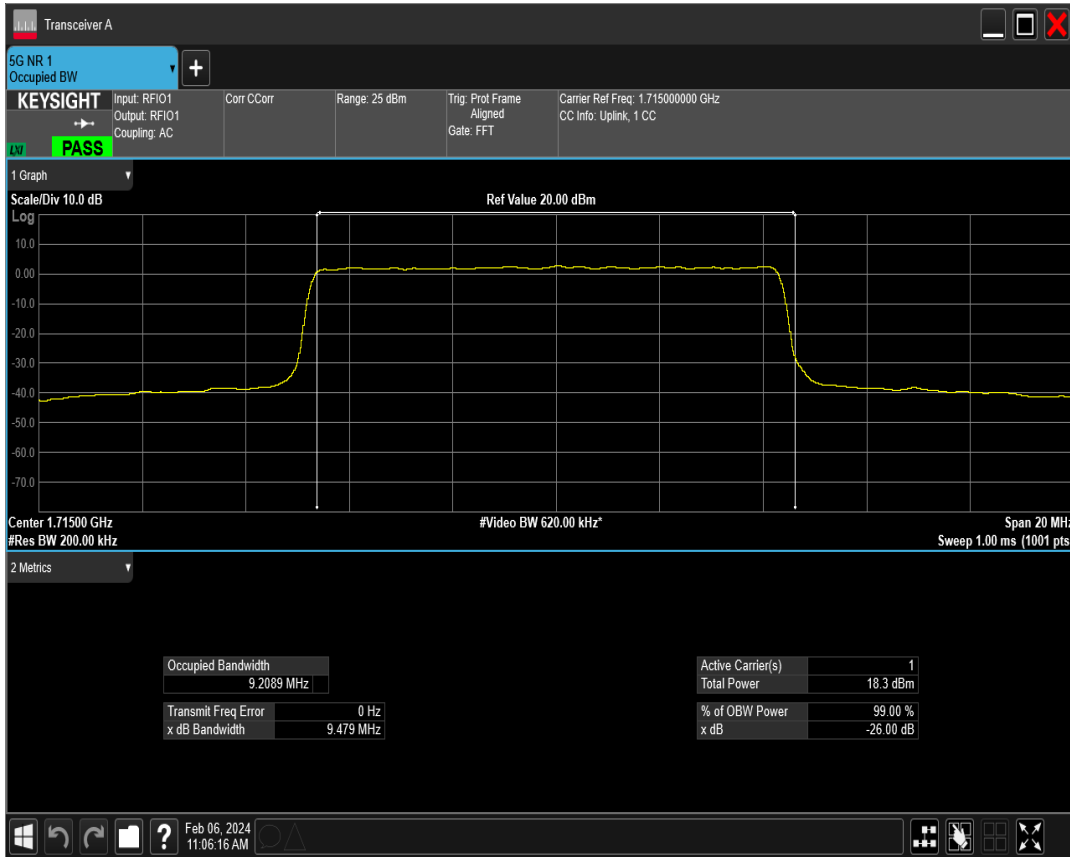 Transceiver A
5G NR 1
Occupied BW
KEYSIGHT
LXI
PASS
Input: RFIO1
Output: RFIO1
Coupling: AC
Corr CCorr
Range: 25 dBm
Trig: Prot Frame
Aligned
Gate: FFT
Carrier Ref Freq: 1.715000000 GHz
CC Info: Uplink, 1 CC
1 Graph
Scale/Div 10.0 dB
Ref Value 20.00 dBm
Log
10.0
0.00
-10.0
-20.0
-30.0
-40.0
-50.0
-60.0
-70.0
Center 1.71500 GHz
#Video BW 620.00 kHz*
Span 20 MHz
#Res BW 200.00 kHz
Sweep 1.00 ms (1001 pts
2 Metrics
Occupied Bandwidth
9.2089 MHz
Transmit Freq Error 0 Hz
x dB Bandwidth 9.479 MHz
Active Carrier(s) 1
Total Power 18.3 dBm
% of OBW Power 99.00 %
x dB -26.00 dB
?
Feb 06, 2024
11:06:16 AM